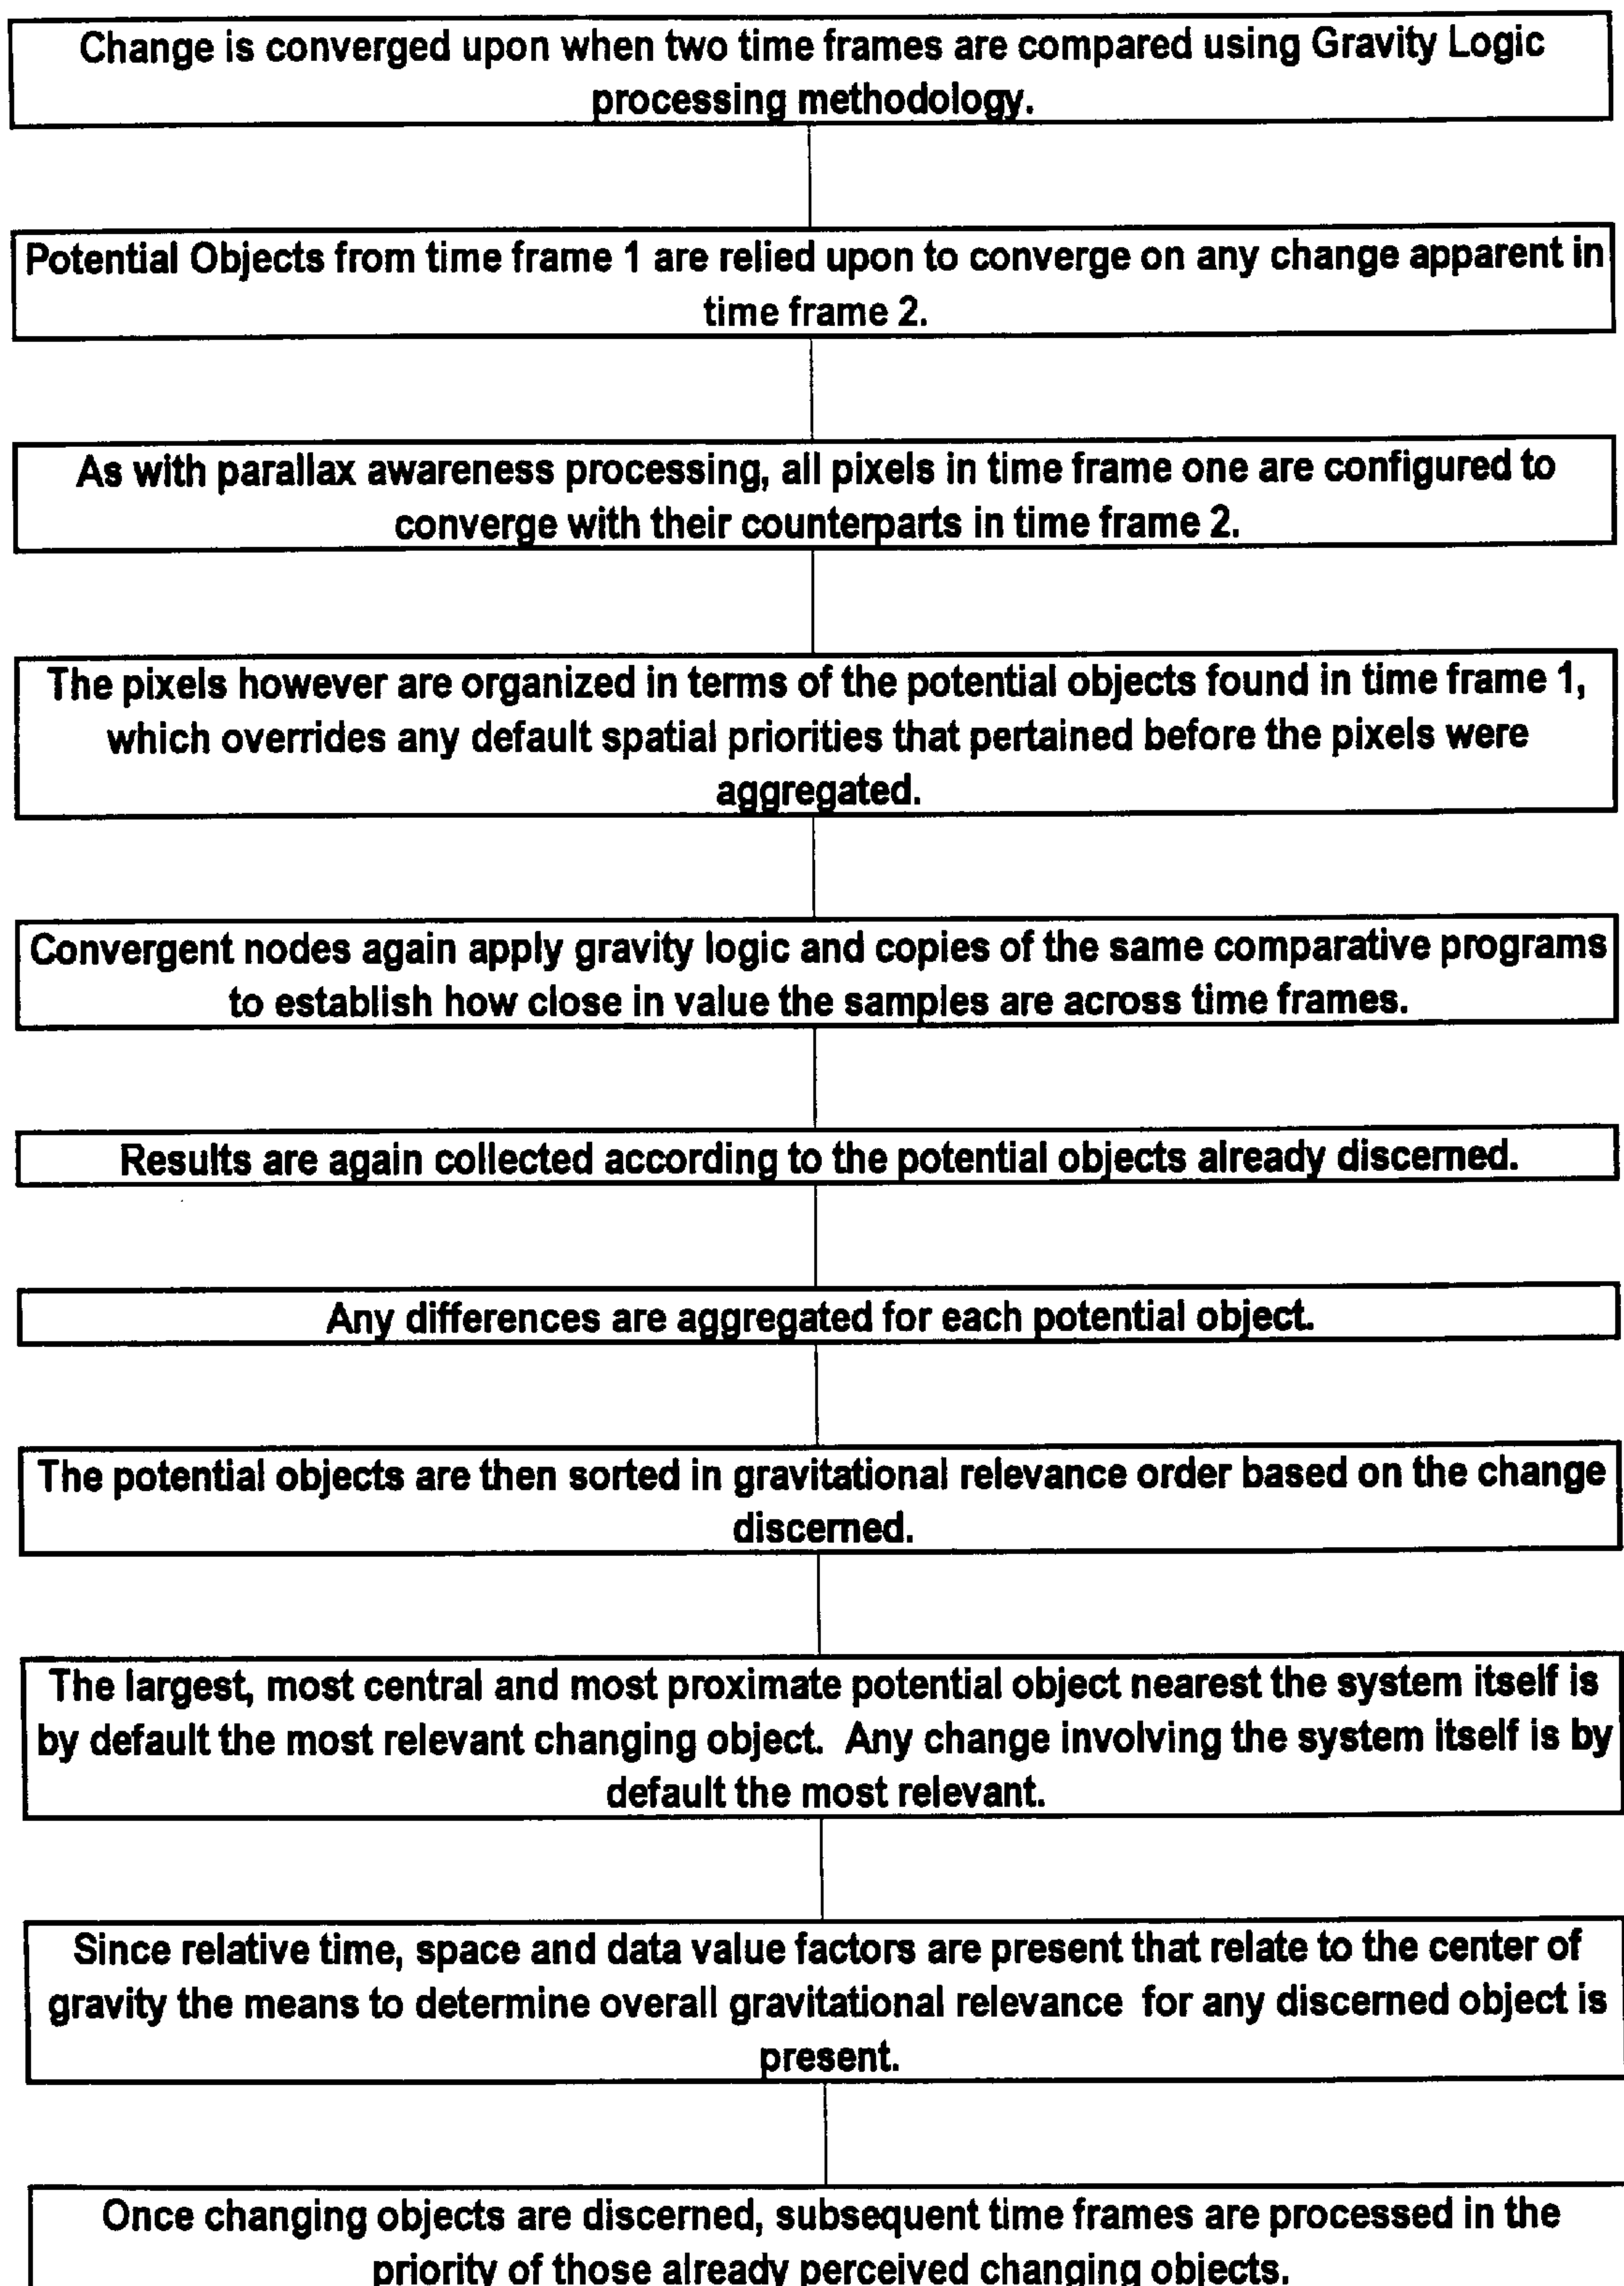 Change is converged upon when two time frames are compared using Gravity Logic
processing methodology.
Potential Objects from time frame 1 are relied upon to converge on any change apparent in
time frame 2.
As with parallax awareness processing, all pixels in time frame one are configured to
converge with their counterparts in time frame 2.
The pixels however are organized in terms of the potential objects found in time frame 1,
which overrides any default spatial priorities that pertained before the pixels were
aggregated.
Convergent nodes again apply gravity logic and copies of the same comparative programs
to establish how close in value the samples are across time frames.
Results are again collected according to the potential objects already discerned.
Any differences are aggregated for each potential object.
The potential objects are then sorted in gravitational relevance order based on the change
discerned.
The largest, most central and most proximate potential object nearest the system itself is
by default the most relevant changing object. Any change involving the system itself is by
default the most relevant.
Since relative time, space and data value factors are present that relate to the center of
gravity the means to determine overall gravitational relevance for any discerned object is
present.
Once changing objects are discerned, subsequent time frames are processed in the
priority of those already perceived changing objects.